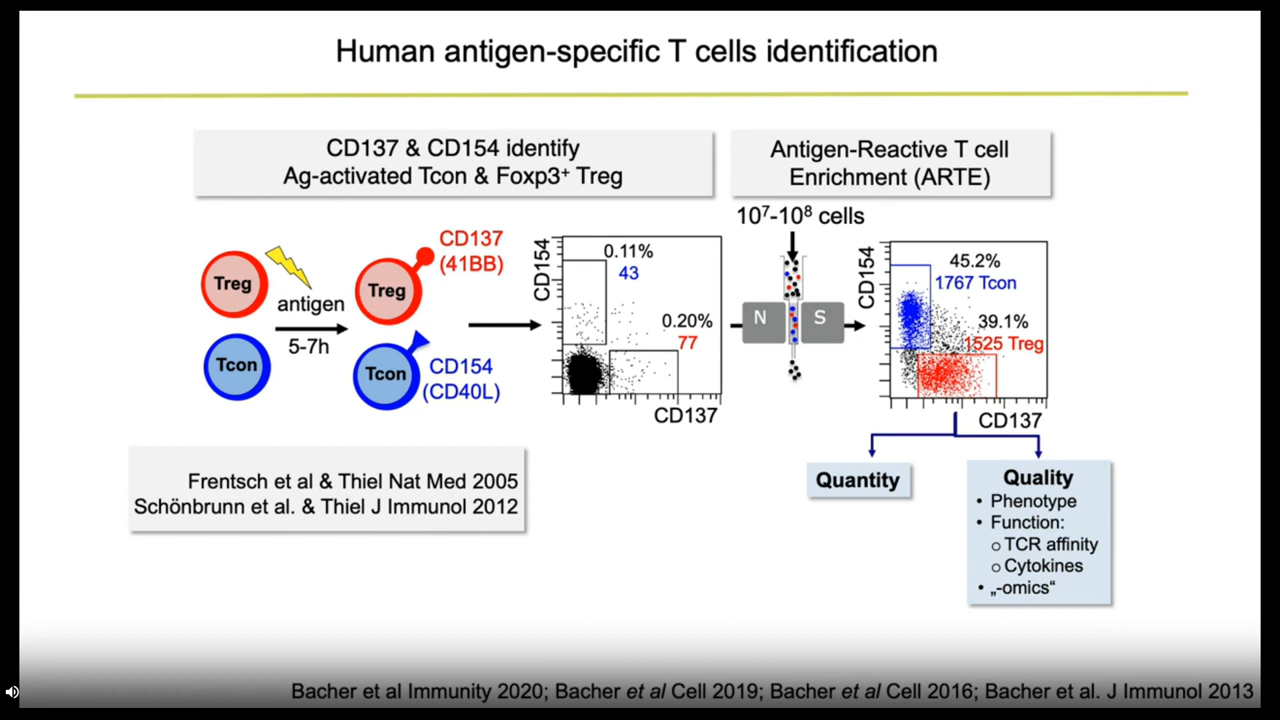 Human antigen-specific T cells identification
CD137 & CD154 identify
Ag-activated Tcon & Foxp3⁺ Treg
Antigen-Reactive T cell
Enrichment (ARTE)
Treg
antigen
5-7h
Tcon
Treg
CD137
(41BB)
Tcon
CD154
(CD40L)
CD154
0.11%
43
0.20%
77
CD137
10⁷-10⁸ cells
N
S
CD154
45.2%
1767 Tcon
39.1%
1525 Treg
CD137
Quantity
Quality
• Phenotype
• Function:
o TCR affinity
o Cytokines
• „-omics“
Frentsch et al & Thiel Nat Med 2005
Schönbrunn et al. & Thiel J Immunol 2012
Bacher et al Immunity 2020; Bacher et al Cell 2019; Bacher et al Cell 2016; Bacher et al. J Immunol 2013